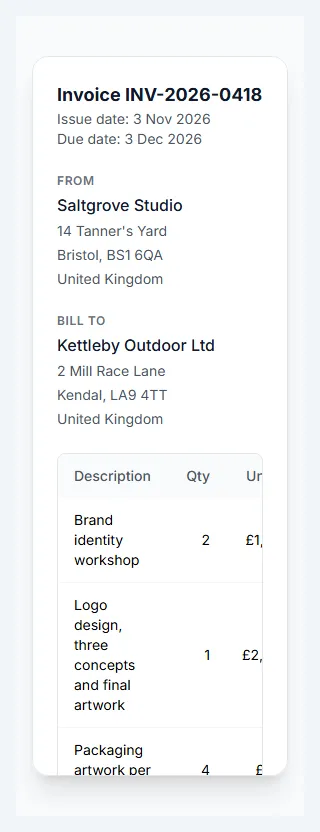 Invoice INV-2026-0418
Issue date: 3 Nov 2026
Due date: 3 Dec 2026
FROM
Saltgrove Studio
14 Tanner's Yard
Bristol, BS1 6QA
United Kingdom
BILL TO
Kettleby Outdoor Ltd
2 Mill Race Lane
Kendal, LA9 4TT
United Kingdom
Description Qty
Brand
identity
workshop
2
Logo
design,
three
concepts
and final
artwork
1
Packaging
artwork per
4